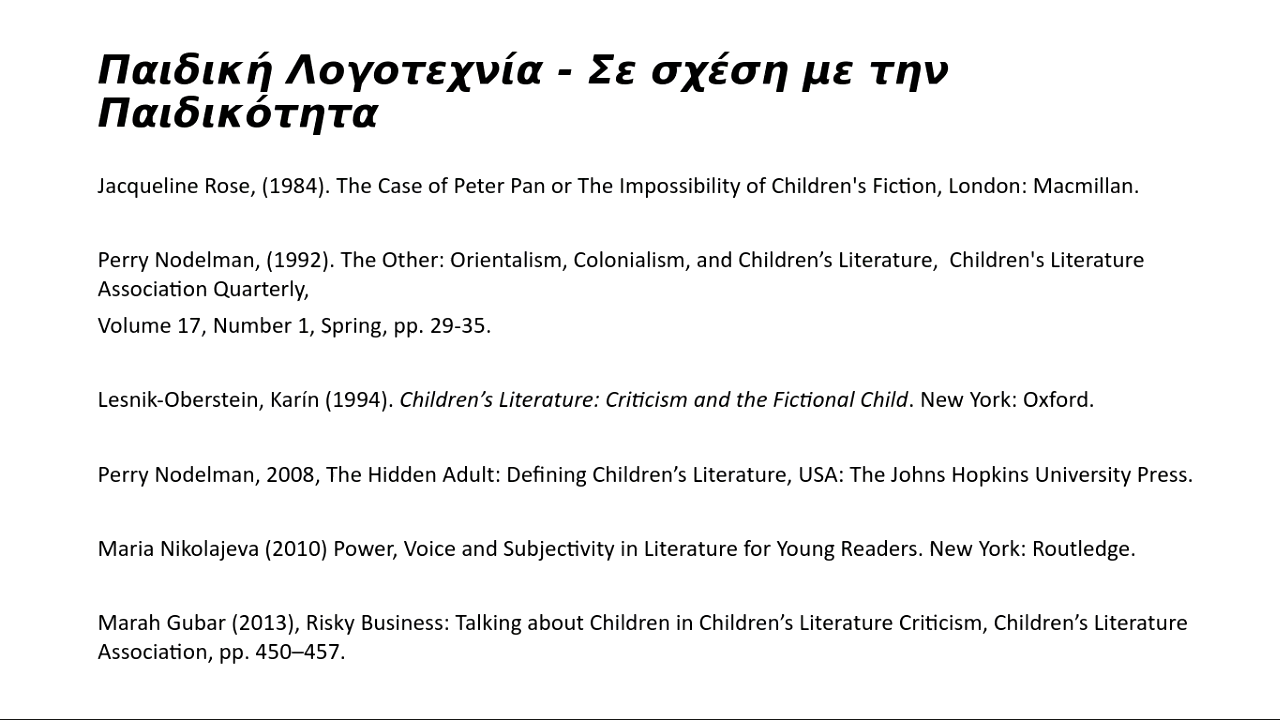 Παιδική Λογοτεχνία - Σε σχέση με την
Παιδικότητα
Jacqueline Rose, (1984). The Case of Peter Pan or The Impossibility of Children's Fiction, London: Macmillan.
Perry Nodelman, (1992). The Other: Orientalism, Colonialism, and Children’s Literature,  Children's Literature
Association Quarterly,
Volume 17, Number 1, Spring, pp. 29-35.
Lesnik-Oberstein, Karín (1994). Children’s Literature: Criticism and the Fictional Child. New York: Oxford.
Perry Nodelman, 2008, The Hidden Adult: Defining Children’s Literature, USA: The Johns Hopkins University Press.
Maria Nikolajeva (2010) Power, Voice and Subjectivity in Literature for Young Readers. New York: Routledge.
Marah Gubar (2013), Risky Business: Talking about Children in Children’s Literature Criticism, Children’s Literature
Association, pp. 450–457.